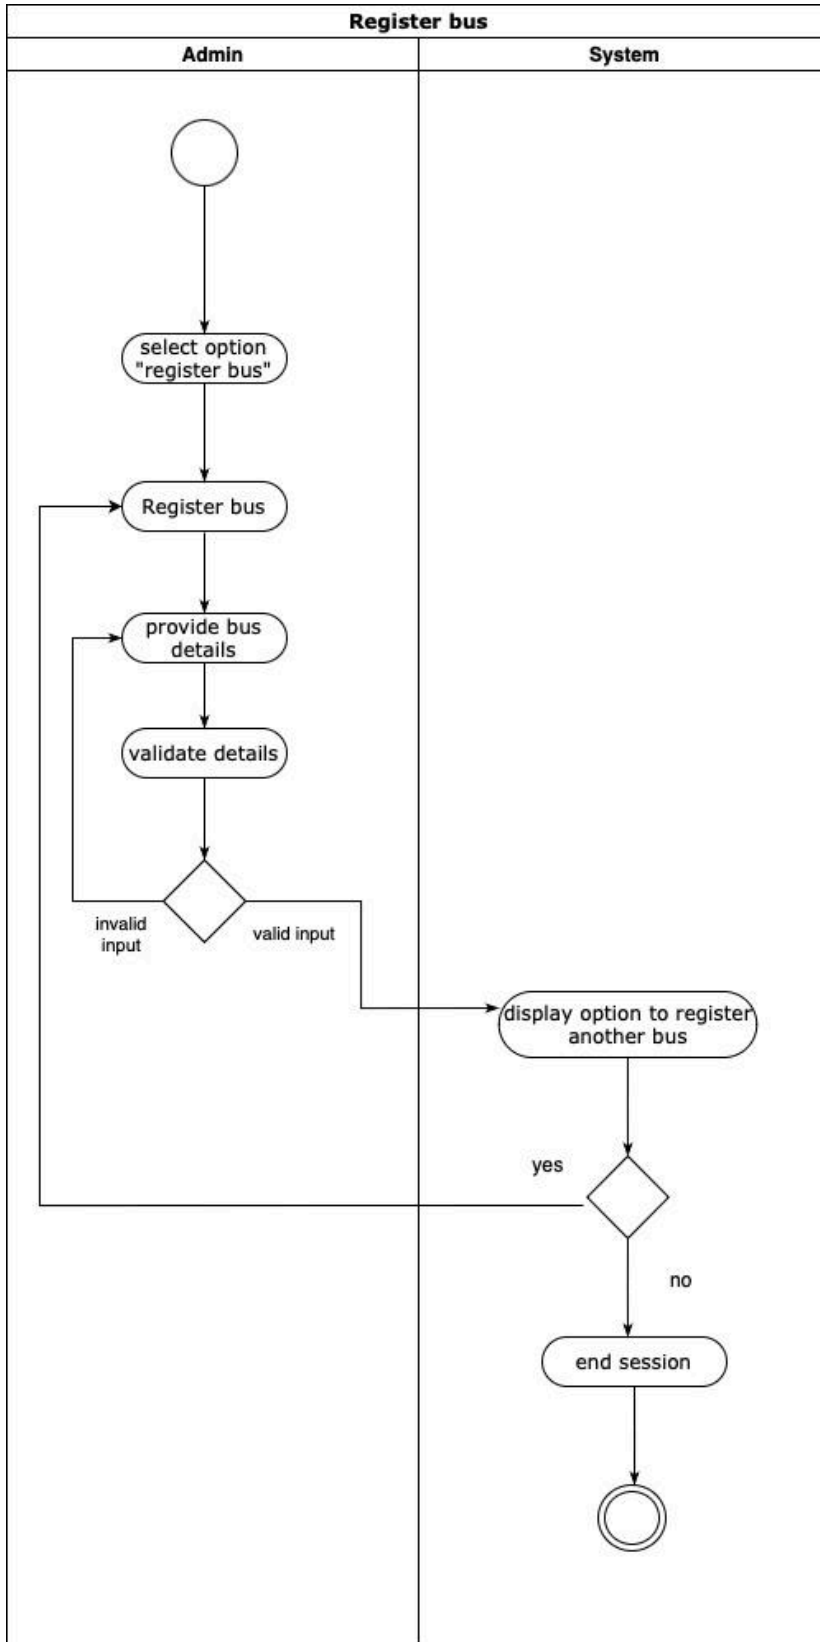 Register bus
Admin
System
select option
"register bus"
Register bus
provide bus
details
validate details
invalid
input
valid input
display option to register
another bus
yes
no
end session